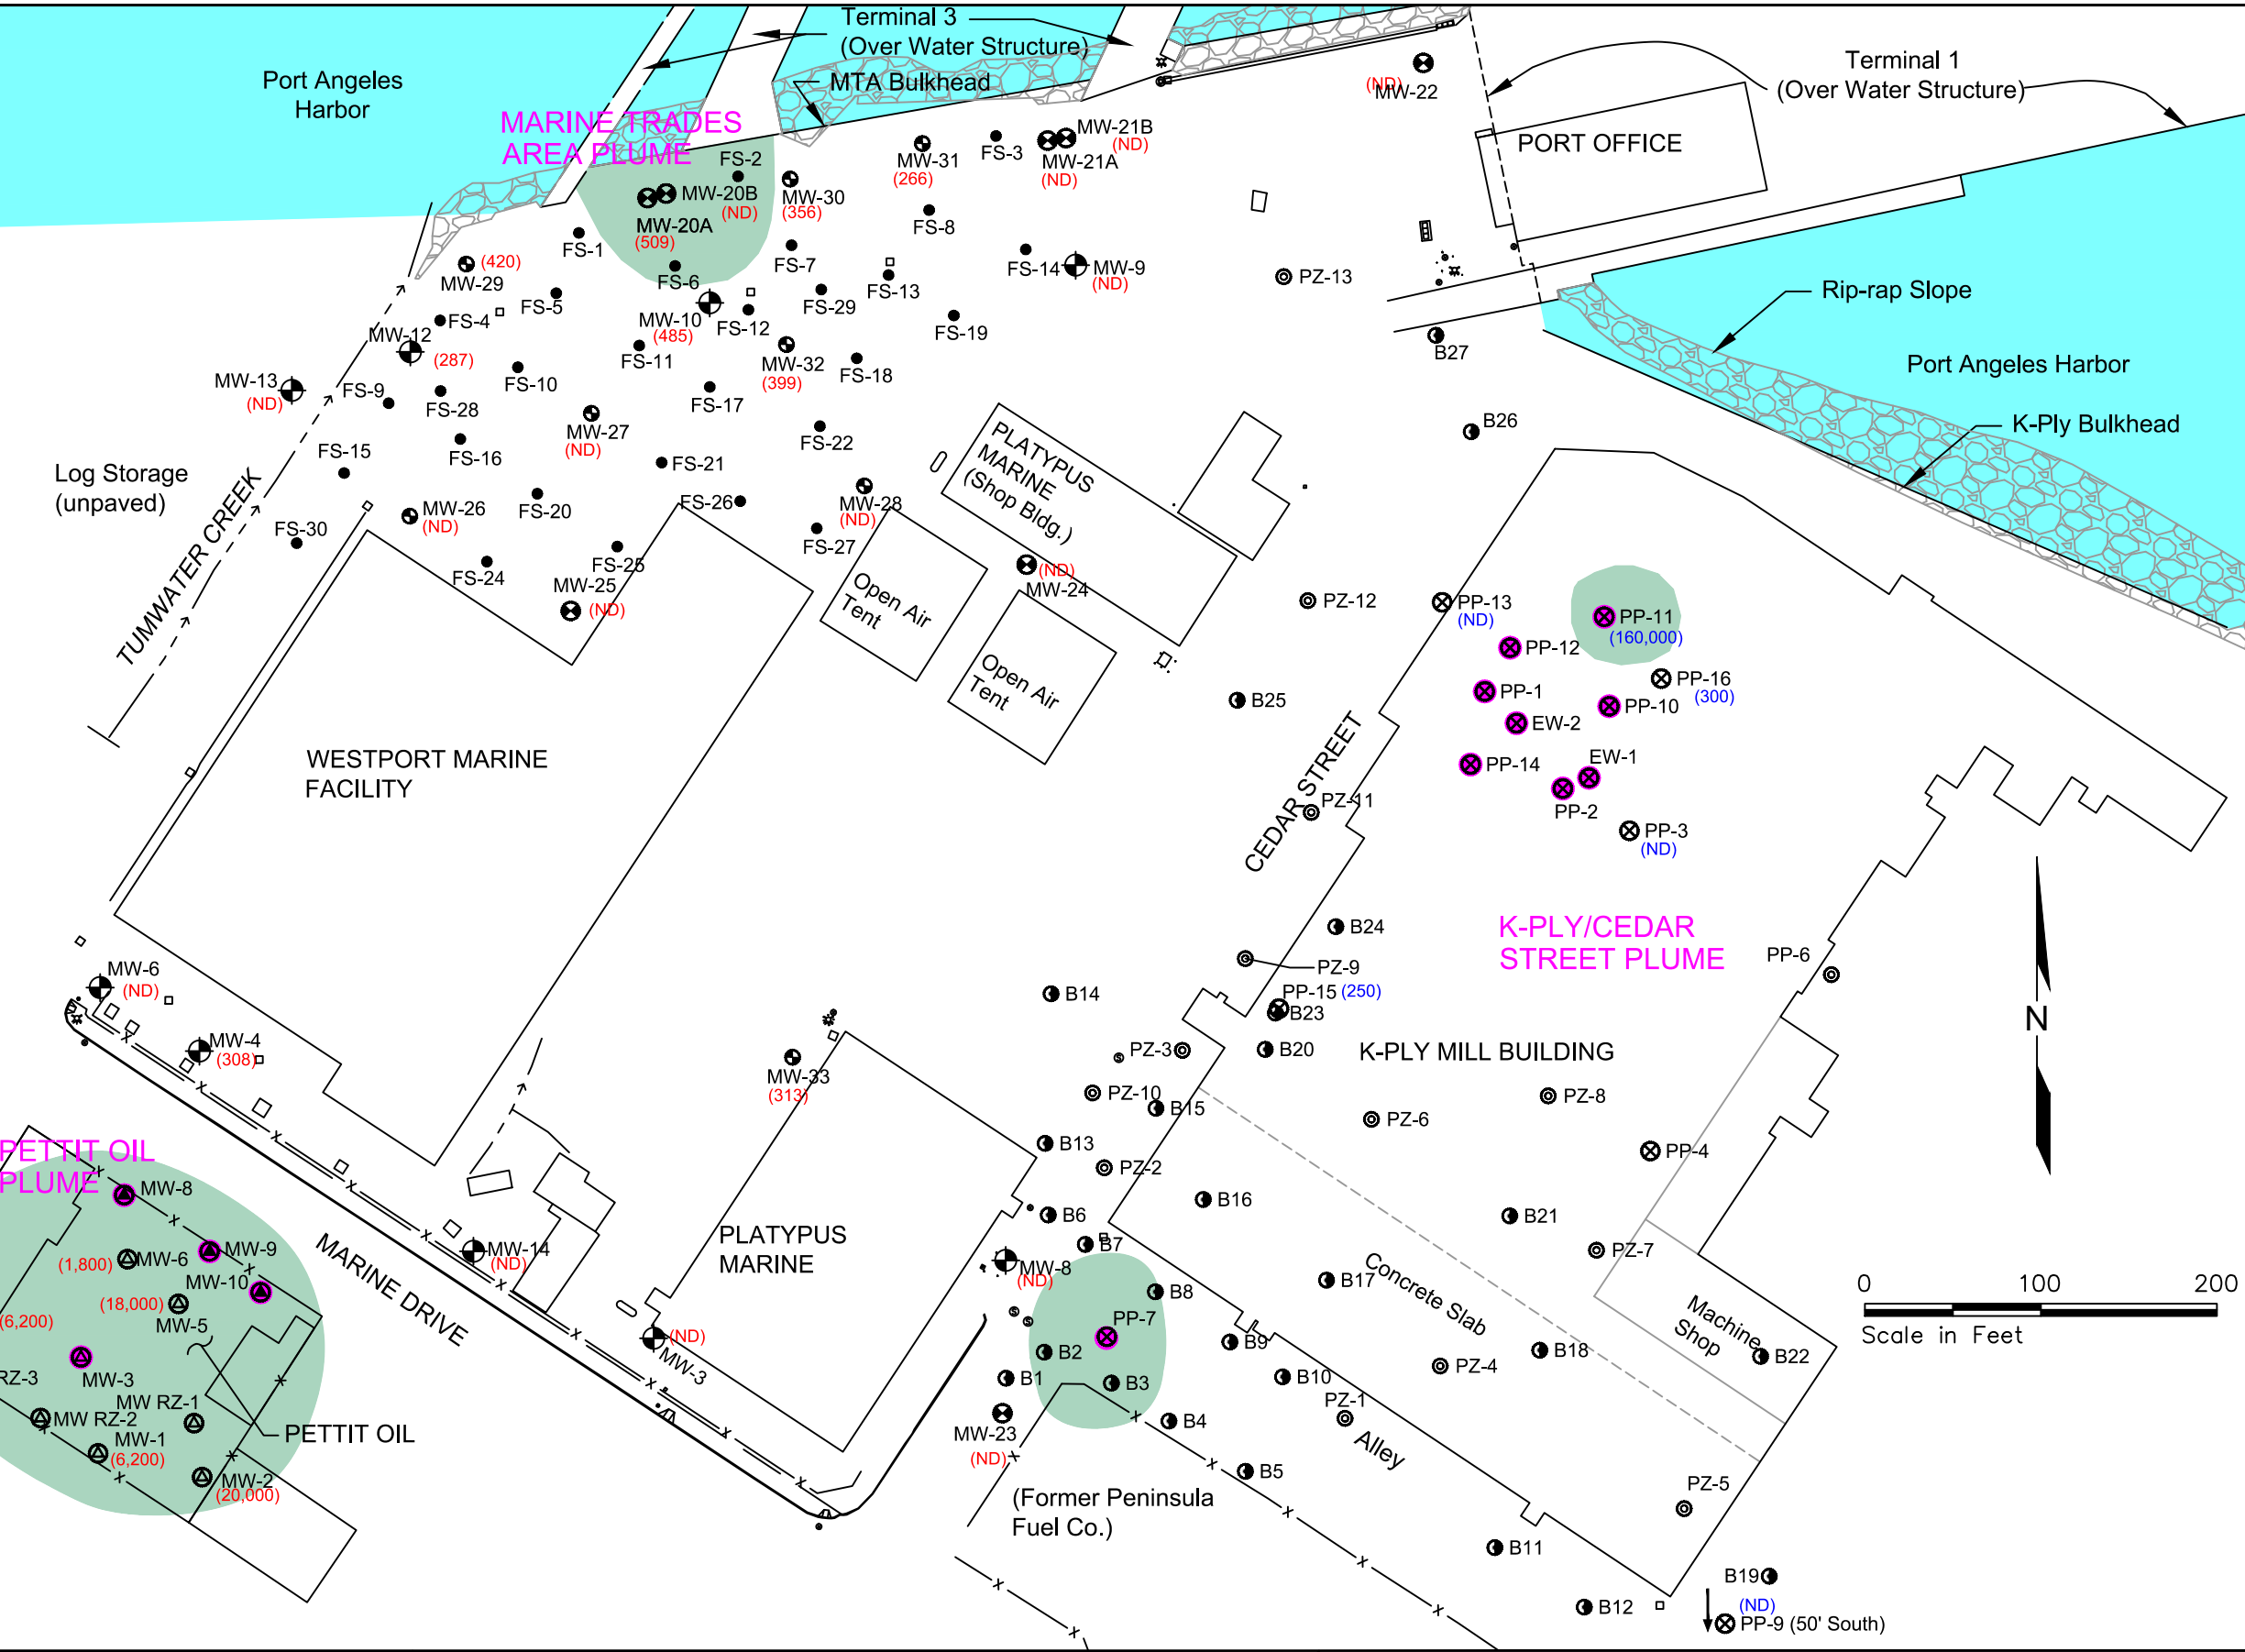 Terminal 3
(Over Water Structure)
Port Angeles
Harbor
MTA Bulkhead
(ND)
MW-22
Terminal 1
(Over Water Structure)
MARINE TRADES
AREA PLUME
PORT OFFICE
FS-2
MW-20B
(ND)
MW-20A
(509)
MW-30
(356)
MW-31
(266)
FS-3
MW-21B
(ND)
MW-21A
(ND)
FS-8
FS-1
FS-6
FS-7
FS-14
MW-9
(ND)
PZ-13
(420)
MW-29
FS-5
FS-4
MW-10
(485)
FS-12
FS-29
FS-13
FS-19
Rip-rap Slope
Port Angeles Harbor
K-Ply Bulkhead
MW-12
(287)
FS-11
MW-32
(399)
FS-18
B27
MW-13
(ND)
FS-9
FS-28
FS-10
FS-17
B26
MW-27
(ND)
FS-22
FS-15
FS-16
FS-21
Log Storage
(unpaved)
TUMWATER CREEK
PLATYPUS
MARINE
(Shop Bldg.)
MW-26
(ND)
FS-20
FS-26
MW-28
(ND)
FS-30
FS-24
FS-25
FS-27
MW-25
(ND)
(ND)
MW-24
Open Air
Tent
Open Air
Tent
PZ-12
PP-13
(ND)
PP-11
(160,000)
PP-12
PP-16
(300)
PP-1
PP-10
EW-2
B25
PP-14
EW-1
PP-2
PP-3
(ND)
CEDAR STREET
PZ-11
WESTPORT MARINE
FACILITY
K-PLY/CEDAR
STREET PLUME
B24
PP-6
PZ-9
PP-15 (250)
B23
N
MW-6
(ND)
B14
MW-4
(308)
MW-33
(313)
PZ-3
B20
K-PLY MILL BUILDING
PZ-10
B15
PZ-6
PZ-8
PETTIT OIL
PLUME
B13
PZ-2
PP-4
MW-8
B16
B6
B21
MW-6
(1,800)
MW-9
MW-10
MARINE DRIVE
MW-14
(ND)
PLATYPUS
MARINE
B7
MW-8
(ND)
PZ-7
B17
Concrete Slab
B8
(18,000)
MW-5
(6,200)
PP-7
B9
Machine
Shop
B22
0 100 200
Scale in Feet
RZ-3
MW-3
(ND)
MW-3
B2
B1
B3
B10
PZ-4
B18
MW RZ-1
MW RZ-2
MW-1
(6,200)
MW-2
(20,000)
PETTIT OIL
MW-23
(ND)
B4
PZ-1
Alley
B5
(Former Peninsula
Fuel Co.)
PZ-5
B11
B12
B19
(ND)
PP-9 (50' South)